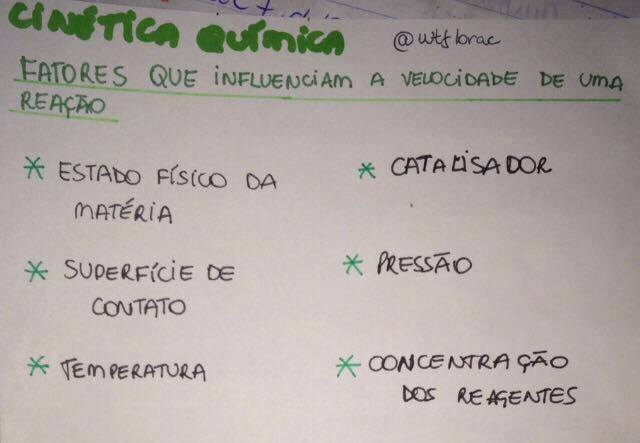 CINÉTICA QUÍMICA
@wtflorac
FATORES QUE INFLUENCIAM A VELOCIDADE DE UMA
REAÇÃO
* ESTADO FÍSICO DA
MATÉRIA
* SUPERFÍCIE DE
CONTATO
* TEMPERATURA
* CATALISADOR
* PRESSÃO
* CONCENTRAÇÃO
DOS REAGENTES